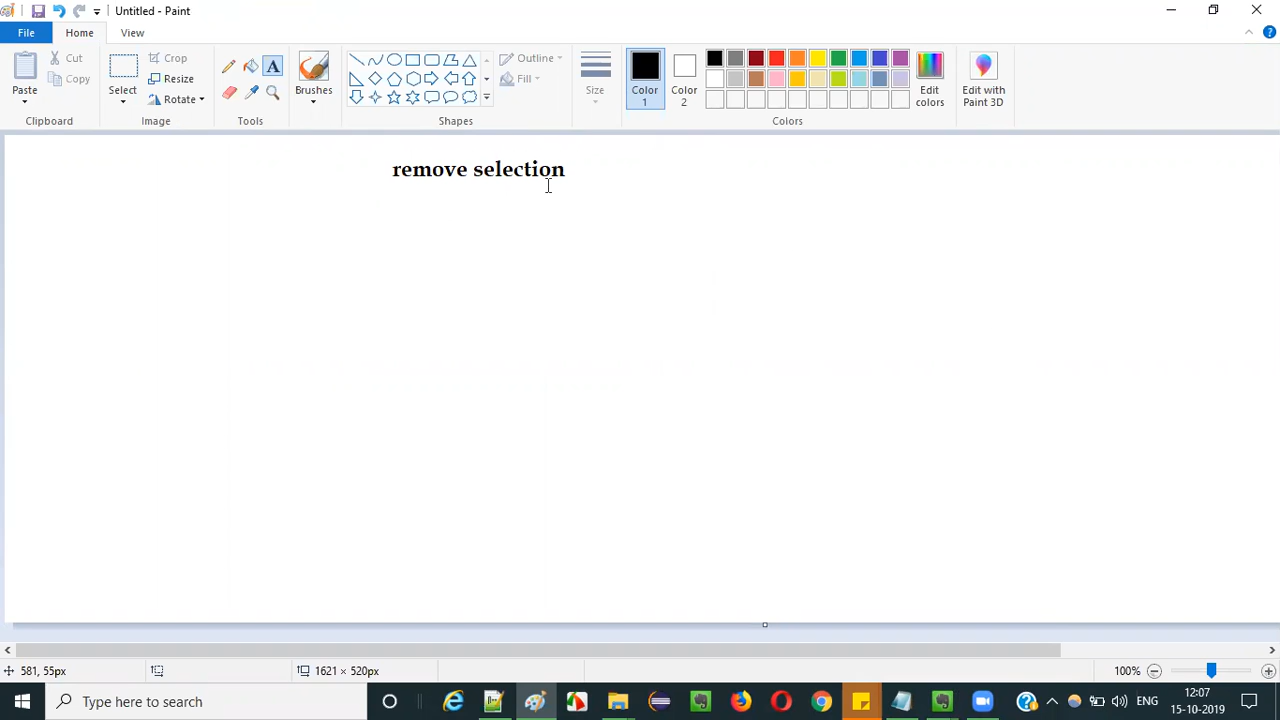 Untitled - Paint
File Home View
Paste
Cut
Copy
Clipboard
Select
Crop
Resize
Rotate
Image
A
Tools
Brushes
Shapes
Outline
Fill
Size
Color 1
Color 2
Edit colors
Colors
Edit with Paint 3D
remove selection
581, 55px
1621 × 520px
100%
Type here to search
ENG
12:07
15-10-2019